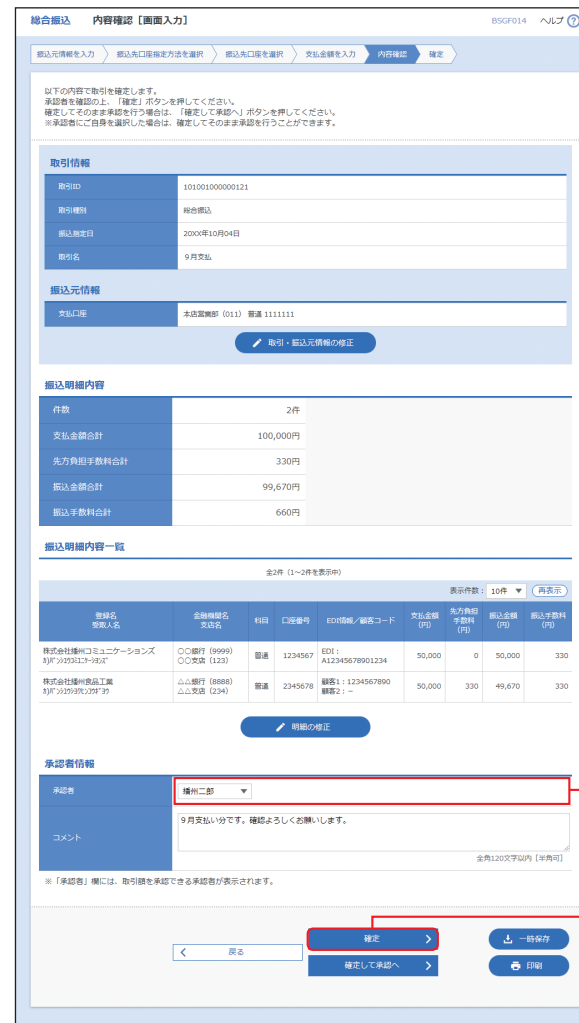 総合振込 内容確認［画面入力］ BSGF014 ヘルプ ?
振込元情報を入力 振込先口座指定方法を選択 振込先口座を選択 支払金額を入力 内容確認 確定
以下の内容で取引を確定します。
承認者を確認の上、「確定」ボタンを押してください。
確定してそのまま承認を行う場合は、「確定して承認へ」ボタンを押してください。
※承認者にご自身を選択した場合は、確定してそのまま承認を行うことができます。
取引情報
取引ID 101001000000121
取引種別 総合振込
振込指定日 20XX年10月04日
取引名 ９月支払
振込元情報
支払口座 本店営業部（011） 普通 1111111
取引・振込元情報の修正
振込明細内容
件数 2件
支払金額合計 100,000円
先方負担手数料合計 330円
振込金額合計 99,670円
振込手数料合計 660円
振込明細内容一覧
全2件（1～2件を表示中）
表示件数： 10件 ▼ 再表示
登録名 金融機関名 科目 口座番号 EDI情報／顧客コード 支払金額 先方負担 振込金額 振込手数料
受取人名 支店名 (円) 手数料 (円) (円)
(円)
株式会社播州コミュニケーションズ ○○銀行（9999） 普通 1234567 EDI： 50,000 0 50,000 330
○○支店（123） A12345678901234
株式会社播州食品工業 △△銀行（8888） 普通 2345678 顧客1：1234567890 50,000 330 49,670 330
△△支店（234） 顧客2：－
明細の修正
承認者情報
承認者 播州二郎 ▼
コメント ９月支払い分です。確認よろしくお願いします。
全角120文字以内［半角可］
※「承認者」欄には、取引額を承認できる承認者が表示されます。
確定 一時保存
戻る
確定して承認へ 印刷